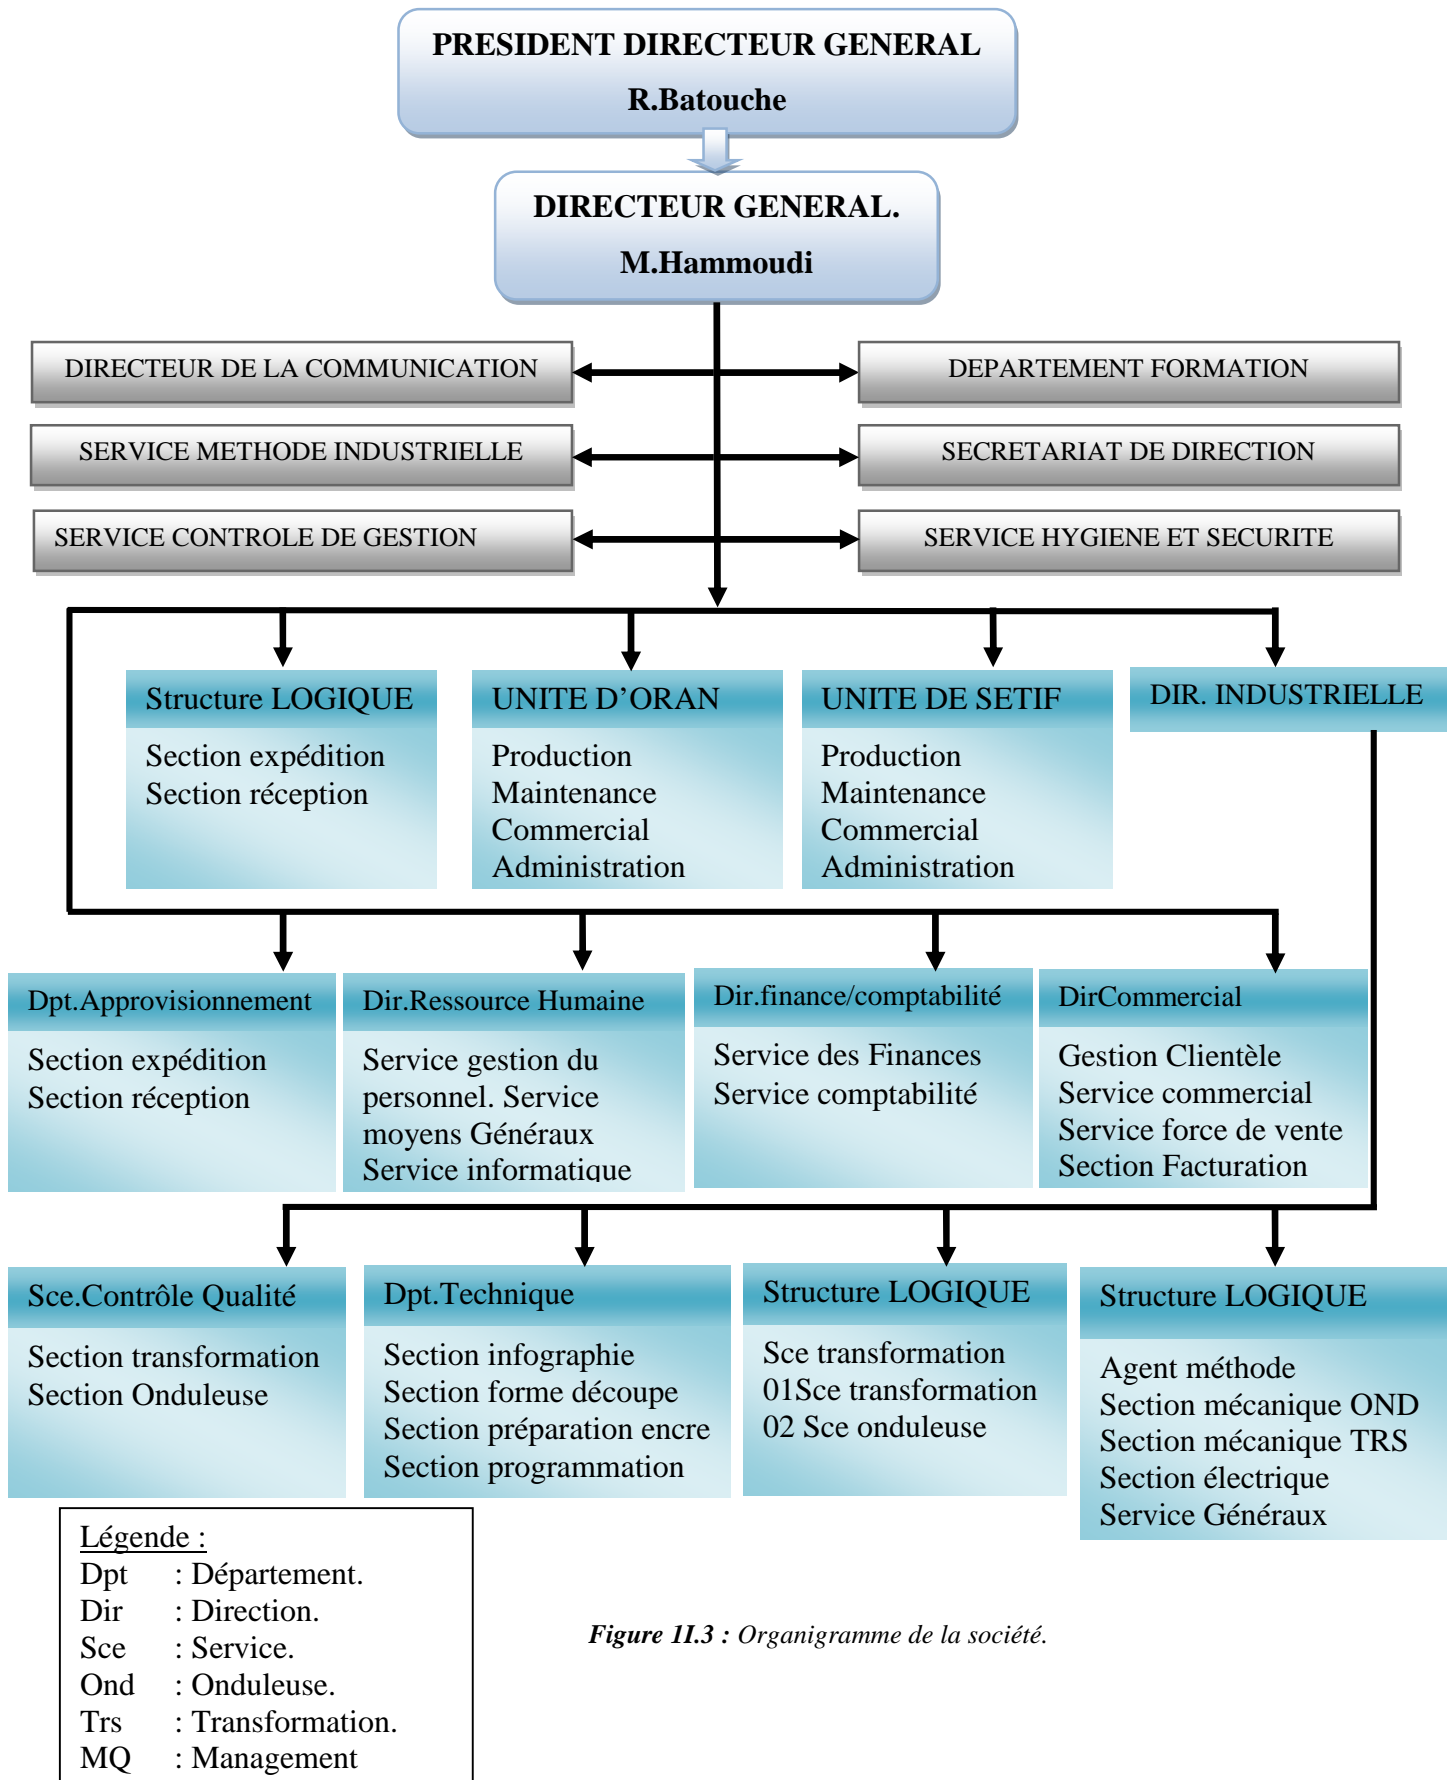 PRESIDENT DIRECTEUR GENERAL
R.Batouche
DIRECTEUR GENERAL.
M.Hammoudi
DIRECTEUR DE LA COMMUNICATION
DEPARTEMENT FORMATION
SERVICE METHODE INDUSTRIELLE
SECRETARIAT DE DIRECTION
SERVICE CONTROLE DE GESTION
SERVICE HYGIENE ET SECURITE
Structure LOGIQUE
Section expédition
Section réception
UNITE D’ORAN
Production
Maintenance
Commercial
Administration
UNITE DE SETIF
Production
Maintenance
Commercial
Administration
DIR. INDUSTRIELLE
Dpt.Approvisionnement
Section expédition
Section réception
Dir.Ressource Humaine
Service gestion du
personnel. Service
moyens Généraux
Service informatique
Dir.finance/comptabilité
Service des Finances
Service comptabilité
DirCommercial
Gestion Clientèle
Service commercial
Service force de vente
Section Facturation
Sce.Contrôle Qualité
Section transformation
Section Onduleuse
Dpt.Technique
Section infographie
Section forme découpe
Section préparation encre
Section programmation
Structure LOGIQUE
Sce transformation
01Sce transformation
02 Sce onduleuse
Structure LOGIQUE
Agent méthode
Section mécanique OND
Section mécanique TRS
Section électrique
Service Généraux
Légende :
Dpt : Département.
Dir : Direction.
Sce : Service.
Ond : Onduleuse.
Trs : Transformation.
MQ : Management
Figure 1I.3 : Organigramme de la société.